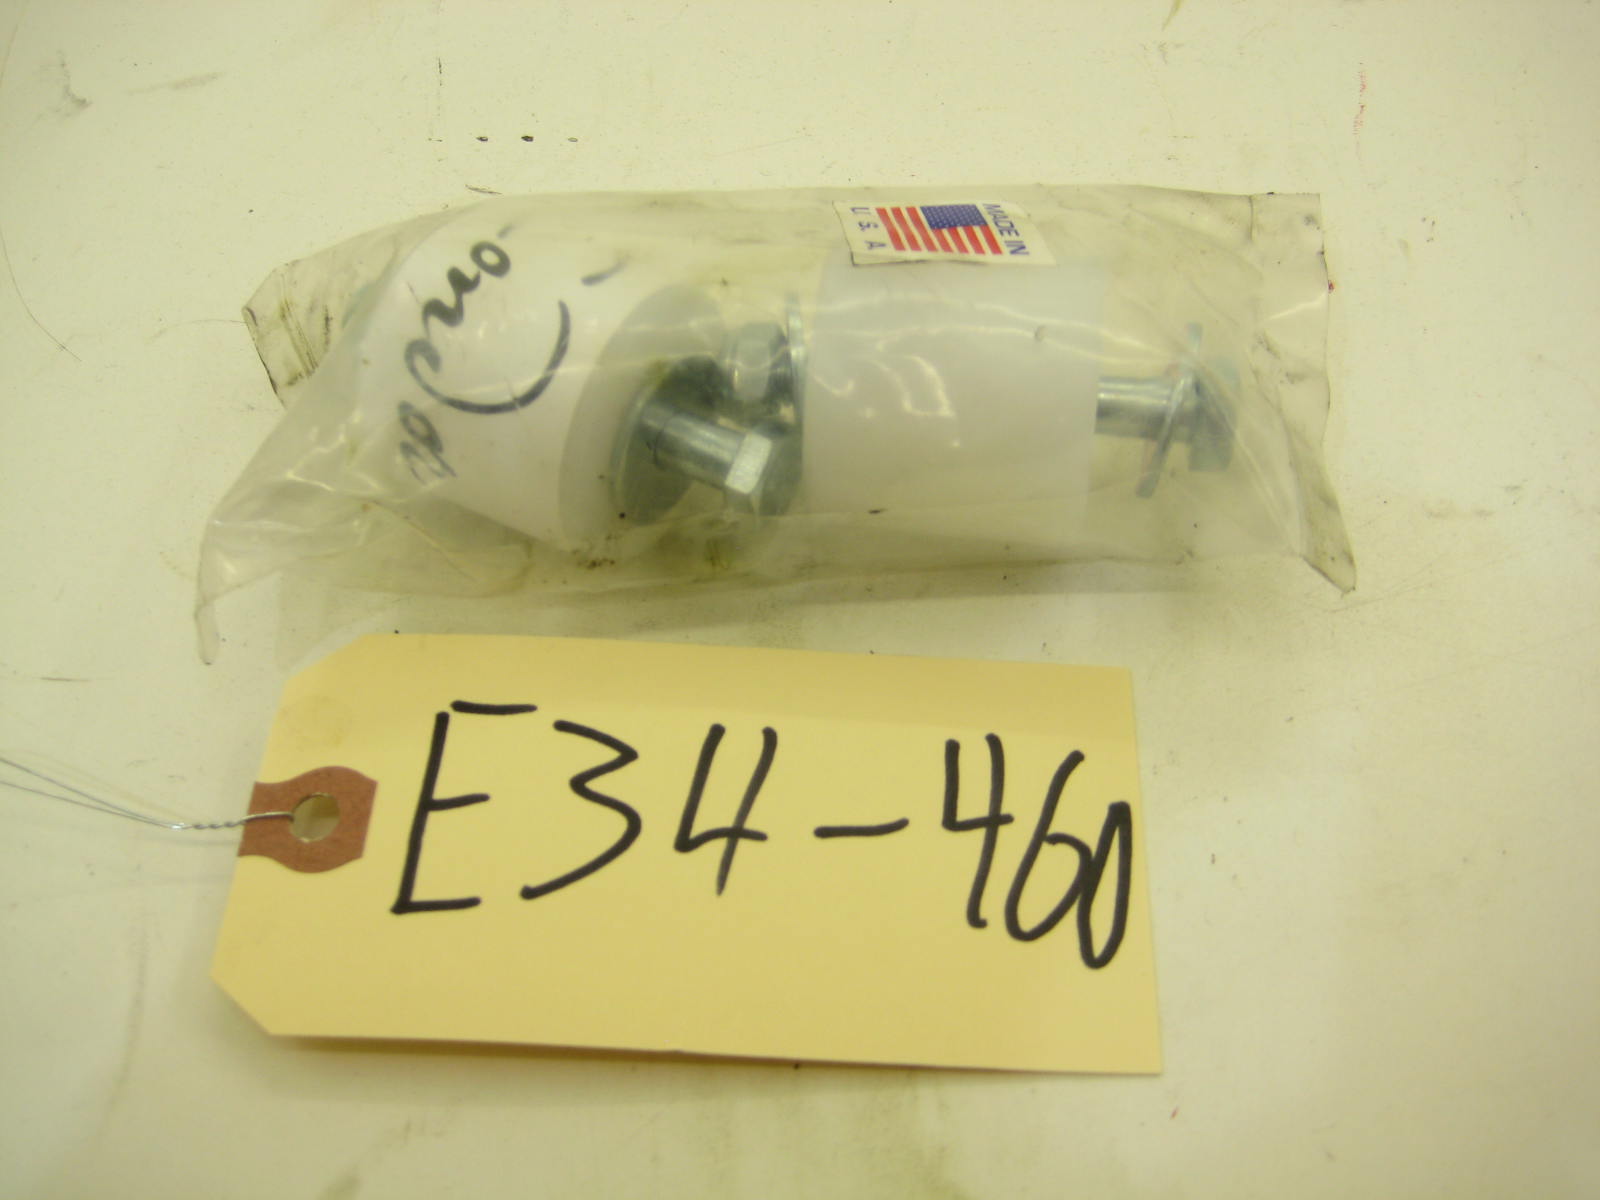 MADE IN
U. S. A
E34-460